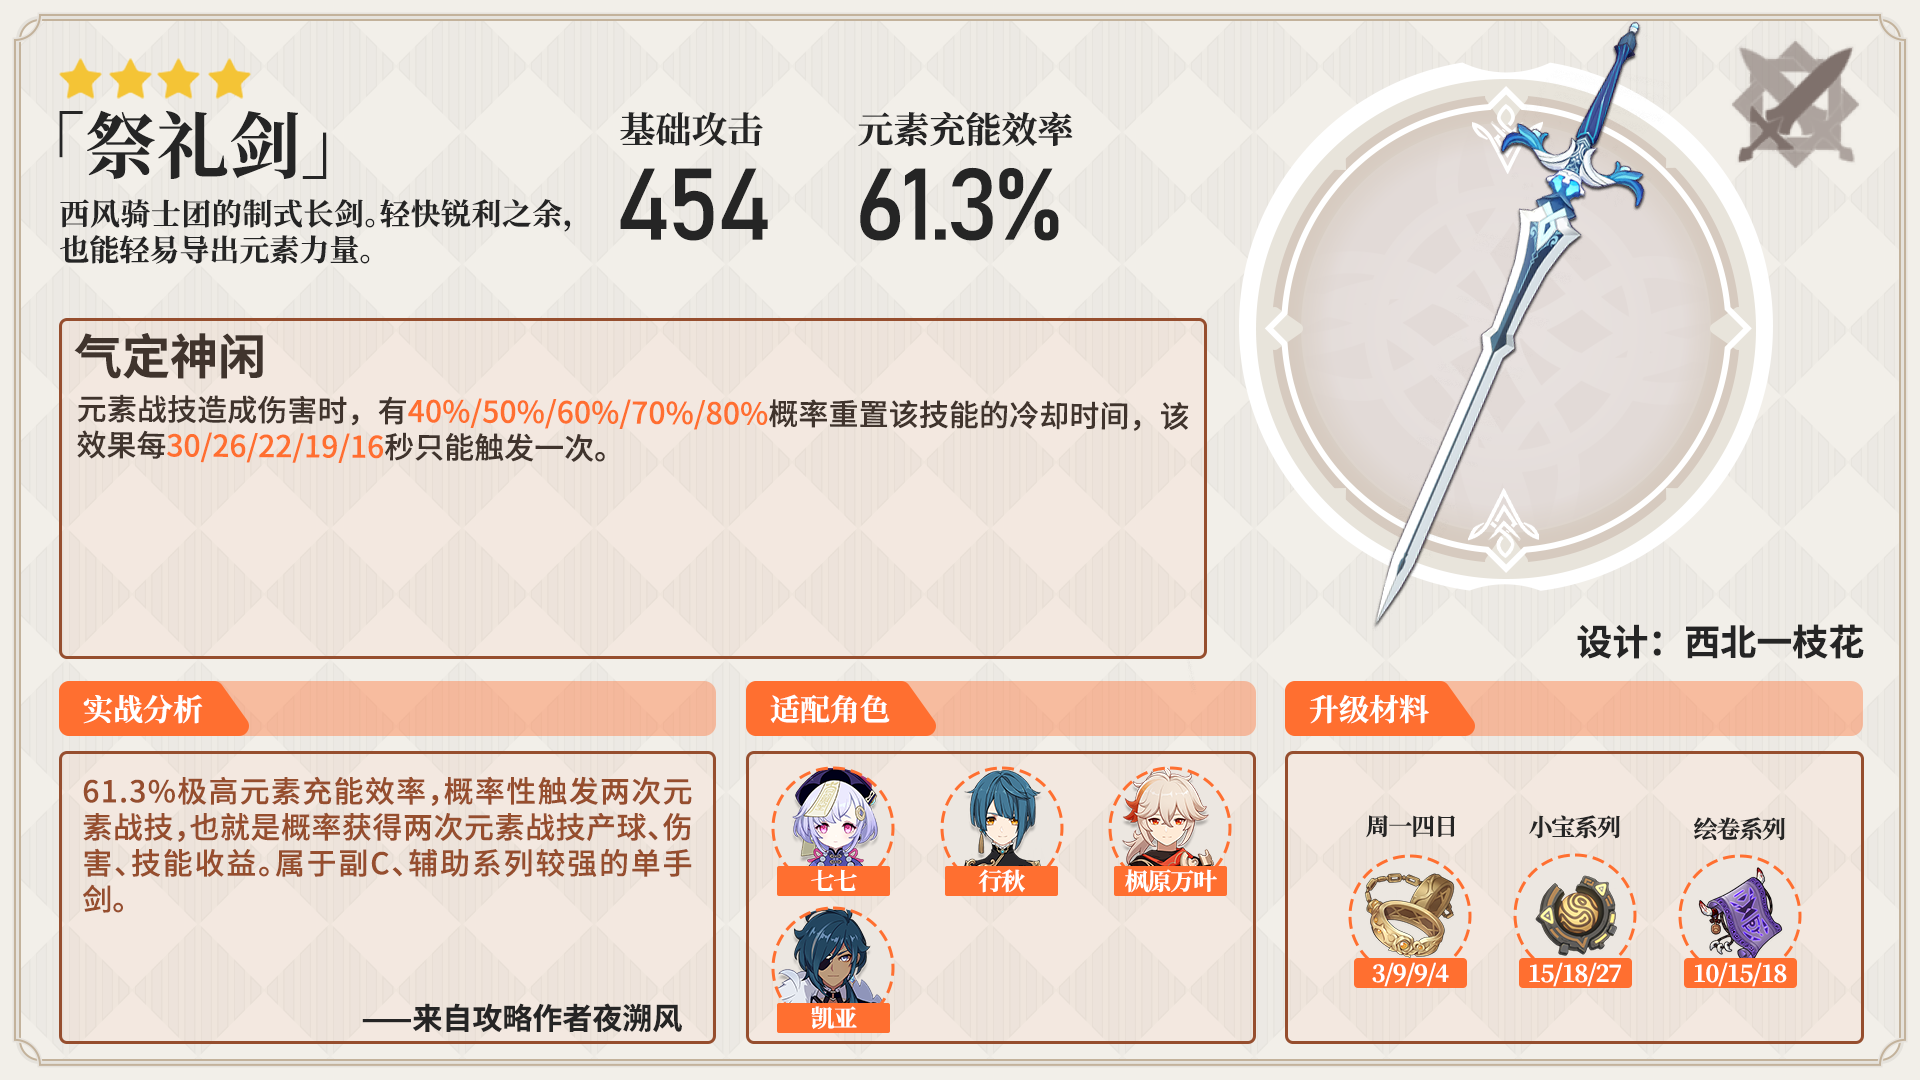 「祭礼剑」
西风骑士团的制式长剑。轻快锐利之余,
也能轻易导出元素力量。
基础攻击
454
元素充能效率
61.3%
气定神闲
元素战技造成伤害时，有40%/50%/60%/70%/80%概率重置该技能的冷却时间，该
效果每30/26/22/19/16秒只能触发一次。
设计：西北一枝花
实战分析
61.3%极高元素充能效率,概率性触发两次元
素战技,也就是概率获得两次元素战技产球、伤
害、技能收益。属于副C、辅助系列较强的单手
剑。
——来自攻略作者夜溯风
适配角色
七七
行秋
枫原万叶
凯亚
升级材料
周一四日
小宝系列
绘卷系列
3/9/9/4
15/18/27
10/15/18